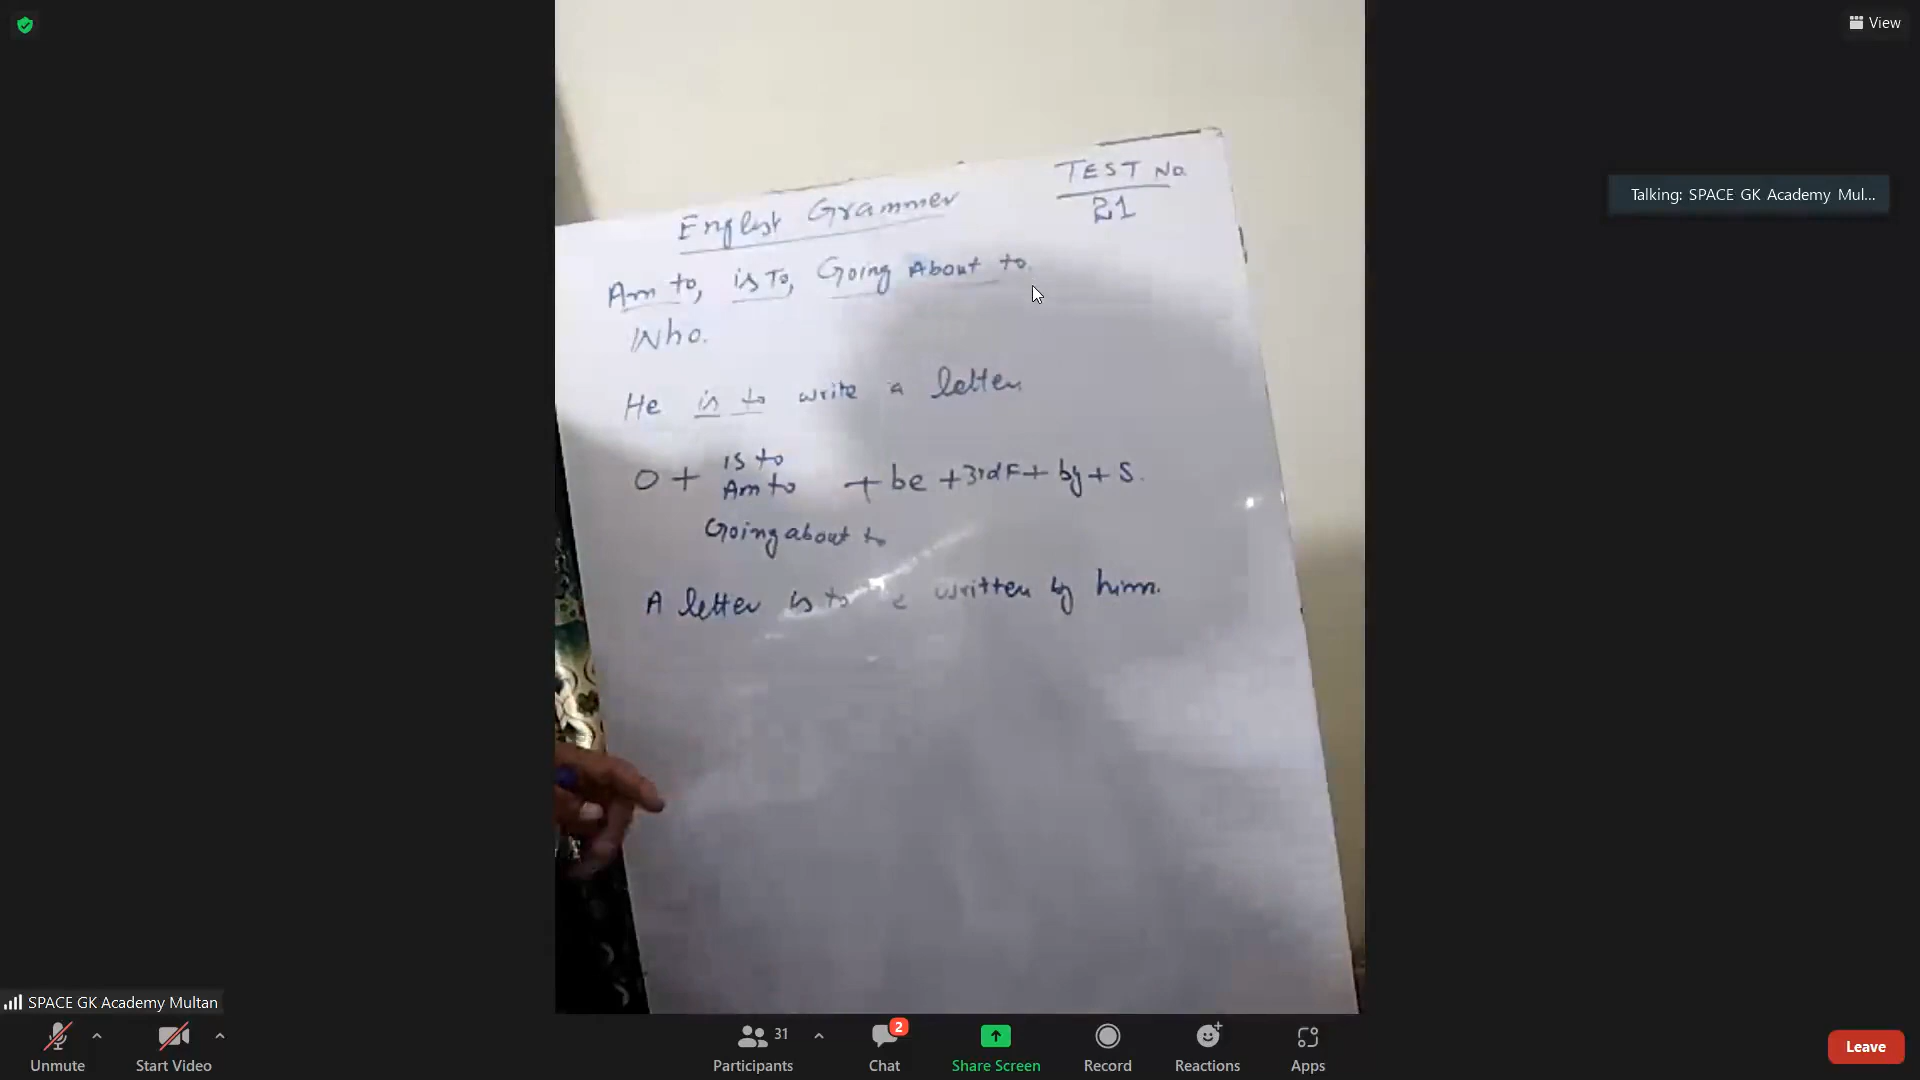 View
Talking: SPACE GK Academy Mul...
TEST No.
21
Englist Grammer
Am to, is To, Going About to.
Who.
He is to write a letter.
is to
O + Am to + be + 3rd F + by + S.
Going about to
A letter is to written by him.
SPACE GK Academy Multan
Unmute
Start Video
31
Participants
2
Chat
Share Screen
Record
Reactions
Apps
Leave